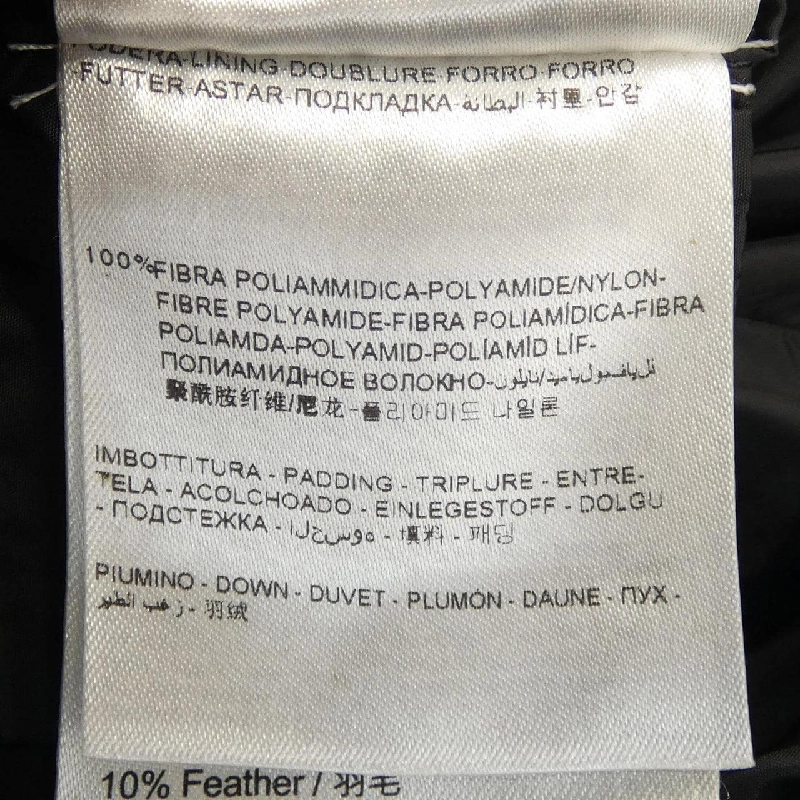 FODERA-LINING-DOUBLURE-FORRO-FORRO
-FUTTER-ASTAR-ПОДКЛАДКА-البطانة-衬里-안감
100%FIBRA POLIAMMIDICA-POLYAMIDE/NYLON-
FIBRE POLYAMIDE-FIBRA POLIAMÍDICA-FIBRA
POLIAMDA-POLYAMID-POLİAMİD LİF-
ПОЛИАМИДНОЕ ВОЛОКНО-
聚酰胺纤维/尼龙-폴리아미드 나일론
IMBOTTITURA - PADDING - TRIPLURE - ENTRE-
TELA - ACOLCHOADO - EINLEGESTOFF - DOLGU
- ПОДСТЕЖКА - الحسوه - 填料 - 패딩
PIUMINO - DOWN - DUVET - PLUMÓN - DAUNE - ПУХ -
زغب الطير - 羽绒
10% Feather / 羽毛